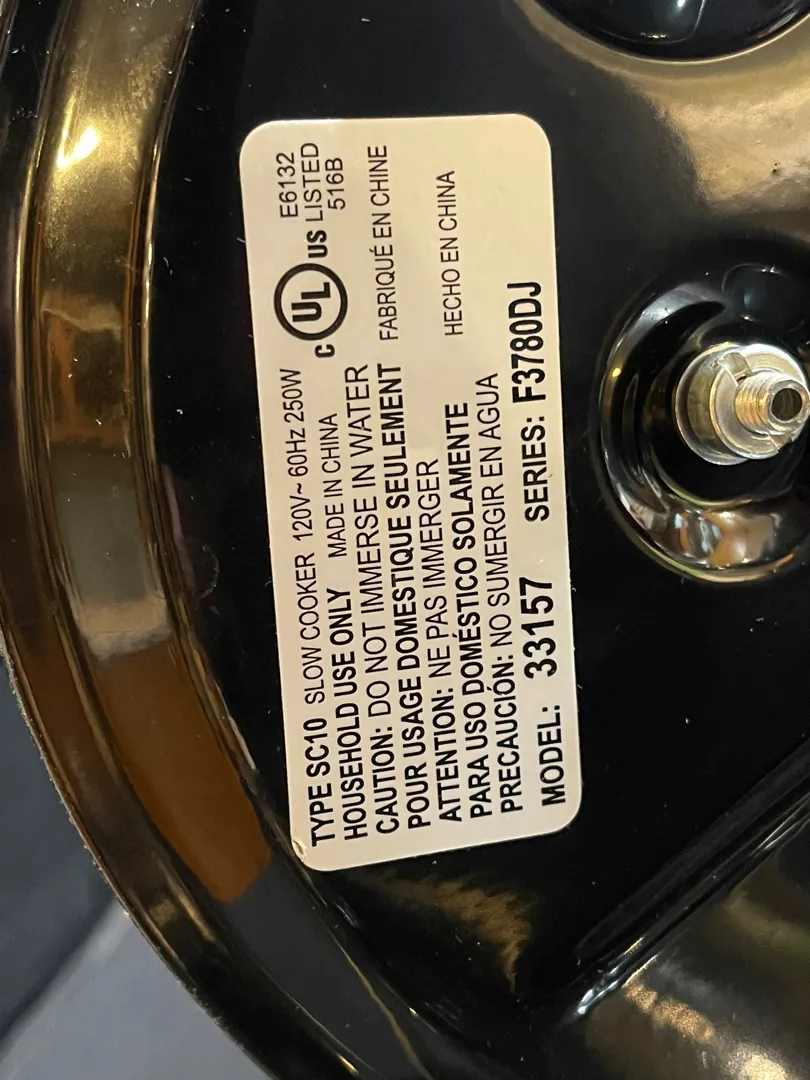 TYPE SC10 SLOW COOKER 120V~ 60Hz 250W
HOUSEHOLD USE ONLY MADE IN CHINA
CAUTION: DO NOT IMMERSE IN WATER
C UL US
E6132
LISTED
516B
POUR USAGE DOMESTIQUE SEULEMENT FABRIQUÉ EN CHINE
ATTENTION: NE PAS IMMERGER
PARA USO DOMÉSTICO SOLAMENTE HECHO EN CHINA
PRECAUCIÓN: NO SUMERGIR EN AGUA
MODEL: 33157 SERIES: F3780DJ